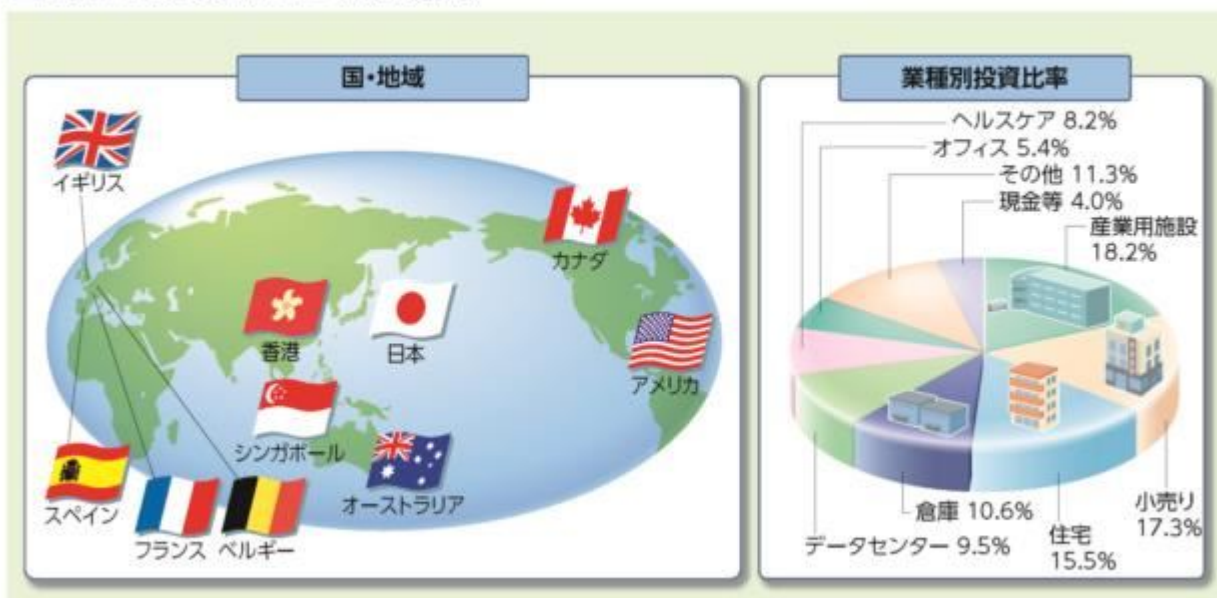 国・地域
イギリス
カナダ
香港
日本
アメリカ
シンガポール
オーストラリア
スペイン
フランス
ベルギー
業種別投資比率
ヘルスケア 8.2%
オフィス 5.4%
その他 11.3%
現金等 4.0%
産業用施設
18.2%
小売り
17.3%
住宅
15.5%
倉庫 10.6%
データセンター 9.5%